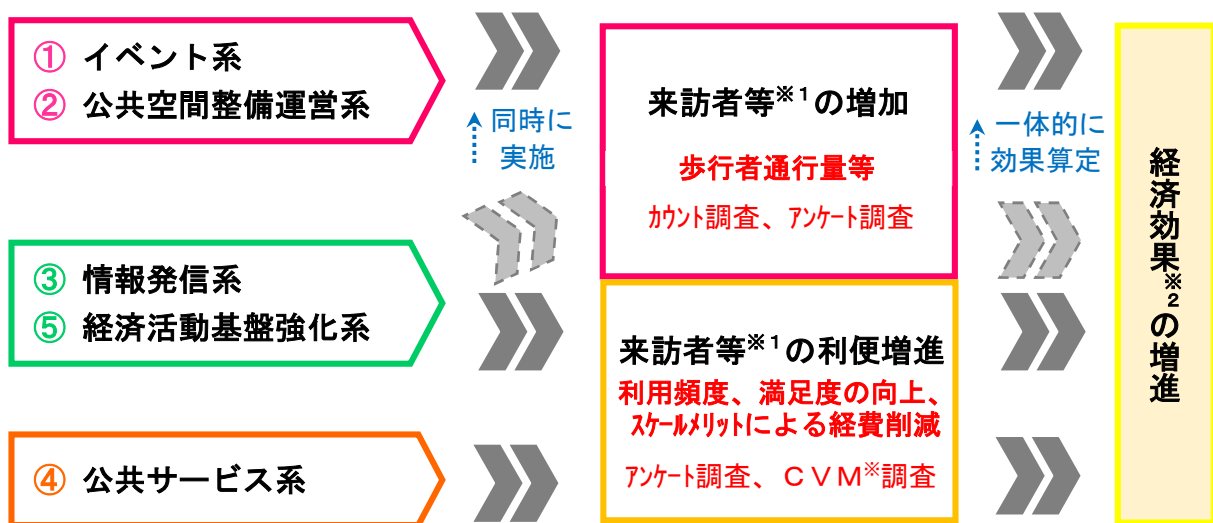 ① イベント系
② 公共空間整備運営系
同時に
実施
③ 情報発信系
⑤ 経済活動基盤強化系
④ 公共サービス系
来訪者等※1の増加
歩行者通行量等
ｶｳﾝﾄ調査、ｱﾝｹｰﾄ調査
来訪者等※1の利便増進
利用頻度、満足度の向上、
ｽｹｰﾙﾒﾘｯﾄによる経費削減
ｱﾝｹｰﾄ調査、ＣＶＭ※調査
一体的に
効果算定
経済効果※2の増進